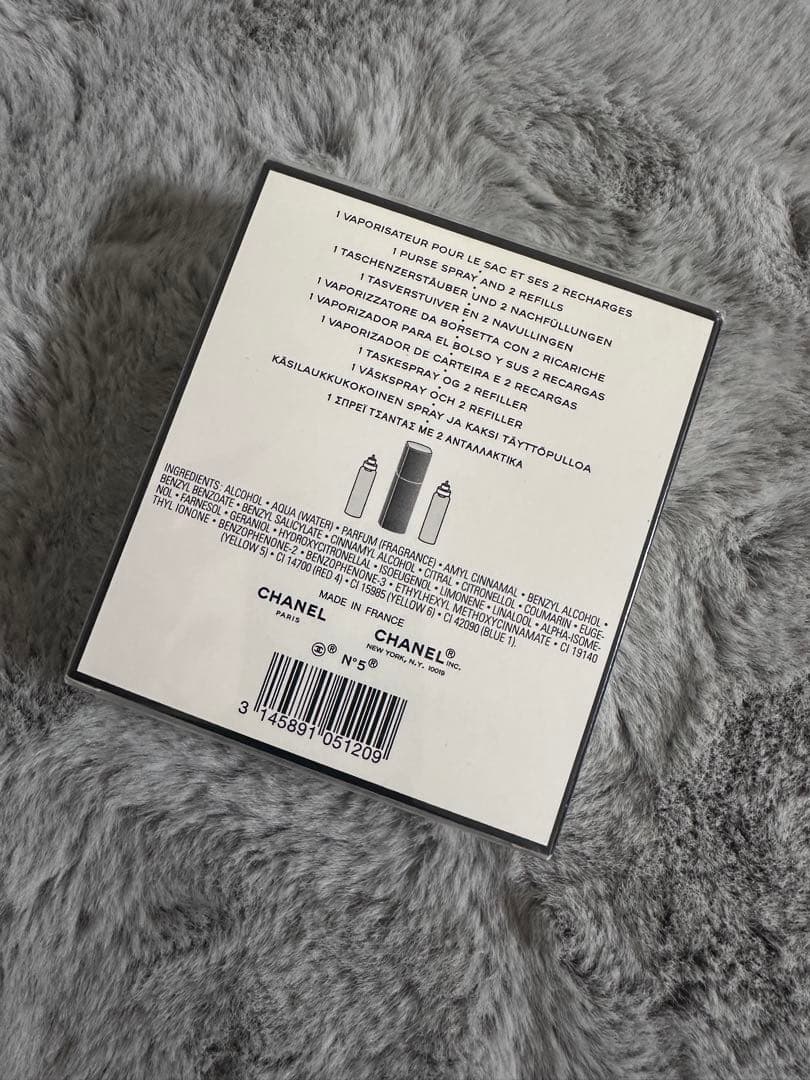 1 VAPORISATEUR POUR LE SAC ET SES 2 RECHARGES
1 PURSE SPRAY AND 2 REFILLS
1 TASCHENZERSTÄUBER UND 2 NACHFÜLLUNGEN
1 TASVERSTUIVER EN 2 NAVULLINGEN
1 VAPORIZZATORE DA BORSETTA CON 2 RICARICHE
1 VAPORIZADOR PARA EL BOLSO Y SUS 2 RECARGAS
1 VAPORIZADOR DE CARTEIRA E 2 RECARGAS
1 TASKESPRAY OG 2 REFILLER
1 VÄSKSPRAY OCH 2 REFILLER
KÄSILAUKKUKOKOINEN SPRAY JA KAKSI TÄYTTÖPULLOA
1 ΣΠΡΕΪ ΤΣΑΝΤΑΣ ΜΕ 2 ΑΝΤΑΛΛΑΚΤΙΚΑ
INGREDIENTS: ALCOHOL • AQUA (WATER) • PARFUM (FRAGRANCE) • AMYL CINNAMAL • BENZYL ALCOHOL •
BENZYL BENZOATE • BENZYL SALICYLATE • CINNAMYL ALCOHOL • CITRAL • CITRONELLOL • COUMARIN • EUGE-
NOL • FARNESOL • GERANIOL • HYDROXYCITRONELLAL • ISOEUGENOL • LIMONENE • LINALOOL • ALPHA-ISOME-
THYL IONONE • BENZOPHENONE-2 • BENZOPHENONE-3 • ETHYLHEXYL METHOXYCINNAMATE • CI 19140
(YELLOW 5) • CI 14700 (RED 4) • CI 15985 (YELLOW 6) • CI 42090 (BLUE 1).
MADE IN FRANCE
CHANEL
PARIS
CHANEL® INC.
NEW YORK, N.Y. 10019
® N°5®
3 145891 051209